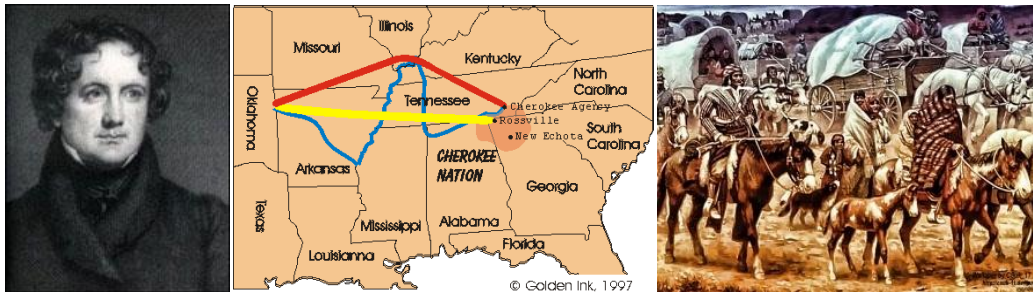 Illinois
Missouri
Kentucky
North
Carolina
Oklahoma
Tennessee
Cherokee Agency
Rossville
New Echota
South
Carolina
Arkansas
CHEROKEE
NATION
Georgia
Texas
Mississippi
Alabama
Louisianna
Florida
© Golden Ink, 1997